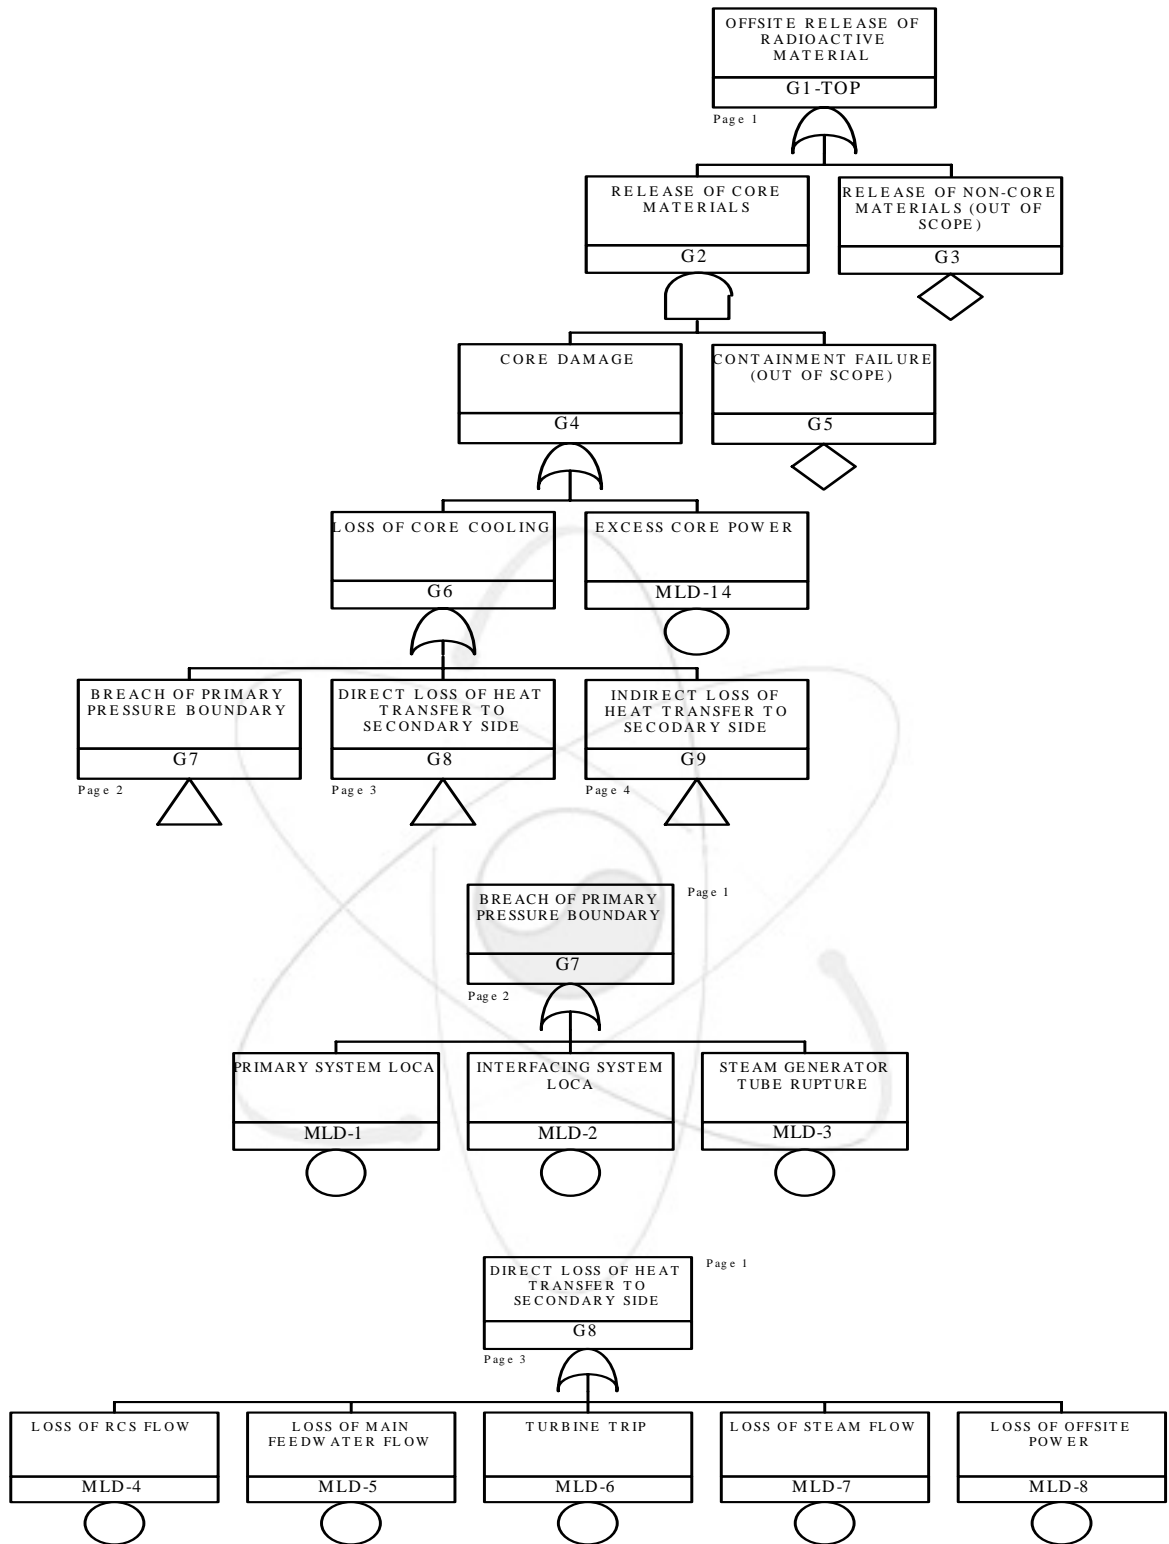 OFFSITE RELEASE OF
RADIOACTIVE
MATERIAL
G1-TOP
Page 1
RELEASE OF CORE
MATERIALS
G2
RELEASE OF NON-CORE
MATERIALS (OUT OF
SCOPE)
G3
CORE DAMAGE
G4
CONTAINMENT FAILURE
(OUT OF SCOPE)
G5
LOSS OF CORE COOLING
G6
EXCESS CORE POWER
MLD-14
BREACH OF PRIMARY
PRESSURE BOUNDARY
G7
Page 2
DIRECT LOSS OF HEAT
TRANSFER TO
SECONDARY SIDE
G8
Page 3
INDIRECT LOSS OF
HEAT TRANSFER TO
SECODARY SIDE
G9
Page 4
BREACH OF PRIMARY
PRESSURE BOUNDARY
G7
Page 1
Page 2
PRIMARY SYSTEM LOCA
MLD-1
INTERFACING SYSTEM
LOCA
MLD-2
STEAM GENERATOR
TUBE RUPTURE
MLD-3
DIRECT LOSS OF HEAT
TRANSFER TO
SECONDARY SIDE
G8
Page 1
Page 3
LOSS OF RCS FLOW
MLD-4
LOSS OF MAIN
FEEDWATER FLOW
MLD-5
TURBINE TRIP
MLD-6
LOSS OF STEAM FLOW
MLD-7
LOSS OF OFFSITE
POWER
MLD-8